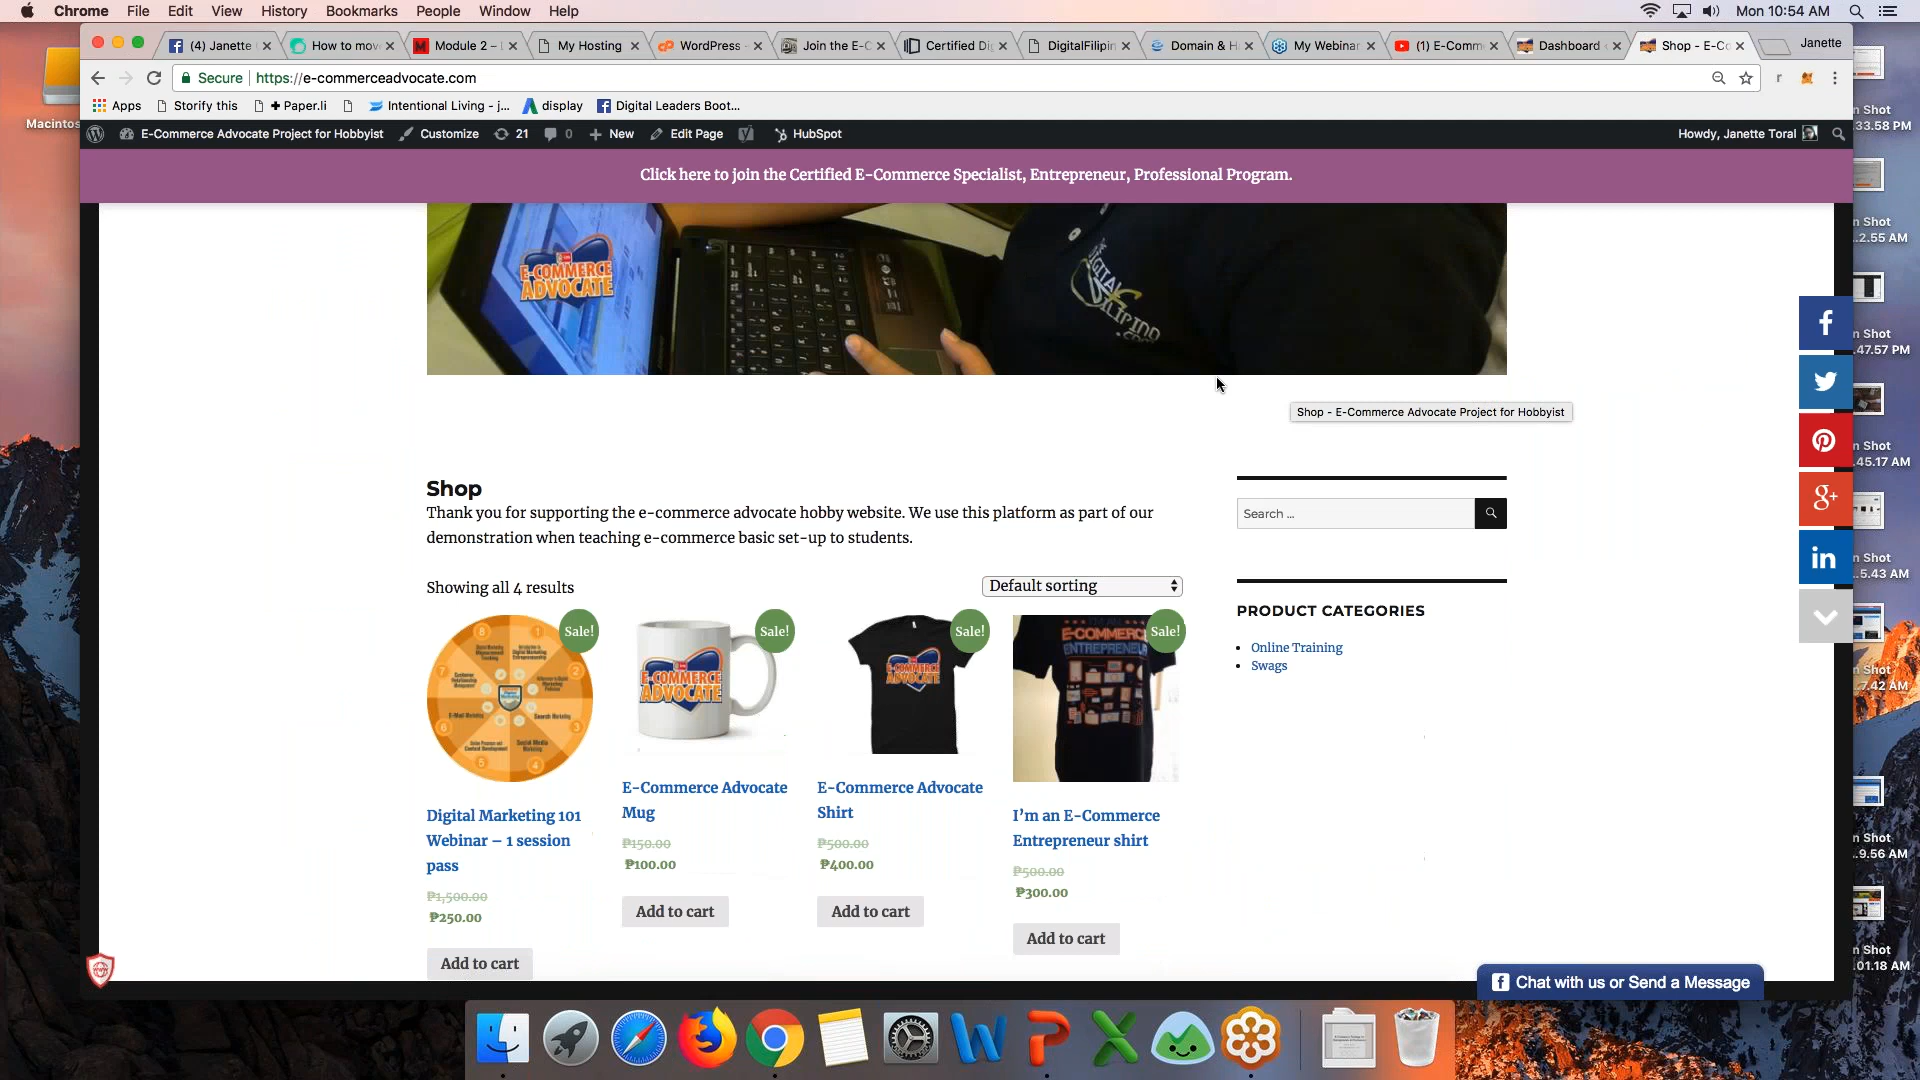 Chrome File Edit View History Bookmarks People Window Help
Mon 10:54 AM
(4) Janette
How to mov
Module 2 – L
My Hosting
WordPress
Join the E-C
Certified Di
DigitalFilipin
Domain & H
My Webinar
(1) E-Comm
Dashboard
Shop - E-Co
Janette
Secure https://e-commerceadvocate.com
Apps Storify this + Paper.li Intentional Living - j... display Digital Leaders Boot...
E-Commerce Advocate Project for Hobbyist Customize 21 0 New Edit Page HubSpot
Howdy, Janette Toral
Click here to join the Certified E-Commerce Specialist, Entrepreneur, Professional Program.
E-COMMERCE
ADVOCATE
DIGITAL
FILIPINO
Shop - E-Commerce Advocate Project for Hobbyist
Shop
Thank you for supporting the e-commerce advocate hobby website. We use this platform as part of our
demonstration when teaching e-commerce basic set-up to students.
Search ...
Showing all 4 results
Default sorting
PRODUCT CATEGORIES
Online Training
Swags
Sale!
Sale!
Sale!
Sale!
E-COMMERCE
ADVOCATE
E-COMMERCE
ADVOCATE
I'M AN
E-COMMERCE
ENTREPRENEUR
Digital Marketing 101
Webinar – 1 session
pass
₱1,500.00
₱250.00
Add to cart
E-Commerce Advocate
Mug
₱150.00
₱100.00
Add to cart
E-Commerce Advocate
Shirt
₱500.00
₱400.00
Add to cart
I'm an E-Commerce
Entrepreneur shirt
₱500.00
₱300.00
Add to cart
Chat with us or Send a Message
Macintos
n Shot
.33.58 PM
n Shot
..2.55 AM
n Shot
.47.57 PM
n Shot
.45.17 AM
n Shot
..5.43 AM
n Shot
..7.42 AM
n Shot
..9.56 AM
n Shot
.01.18 AM